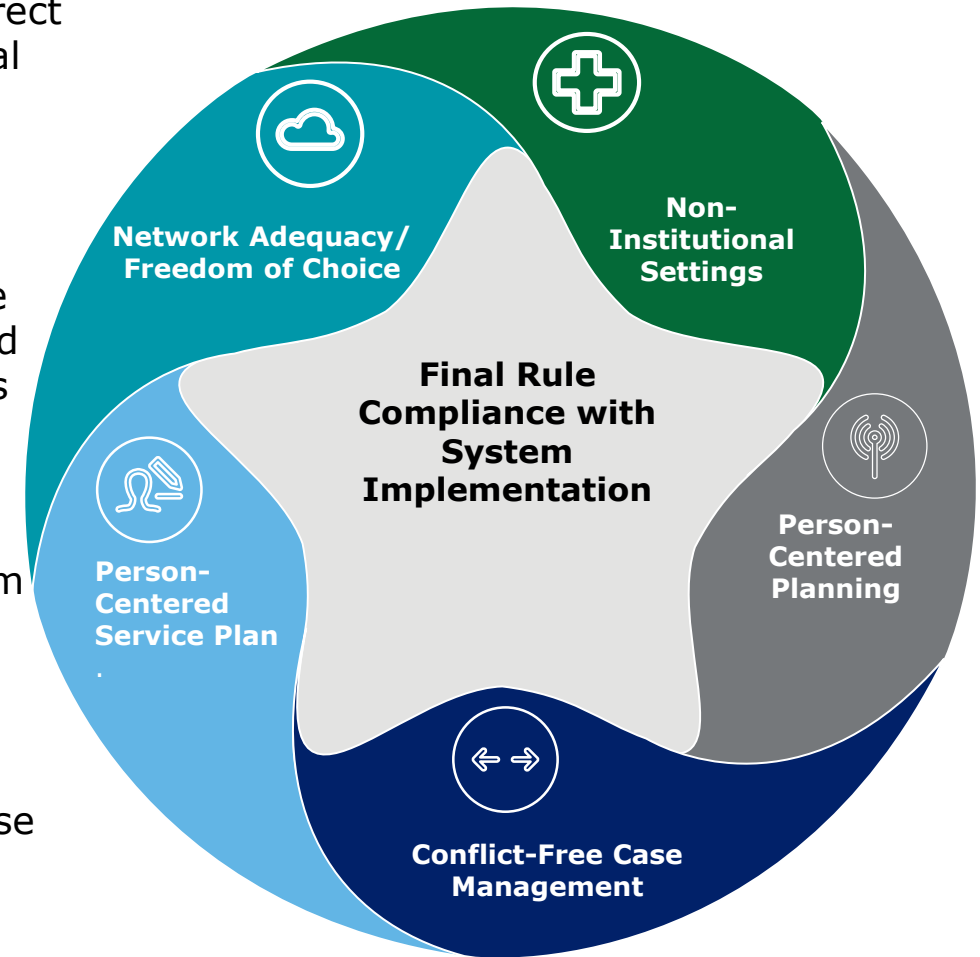 Network Adequacy/
Freedom of Choice
Non-
Institutional
Settings
Final Rule
Compliance with
System
Implementation
Person-
Centered
Planning
Person-
Centered
Service Plan
.
Conflict-Free Case
Management